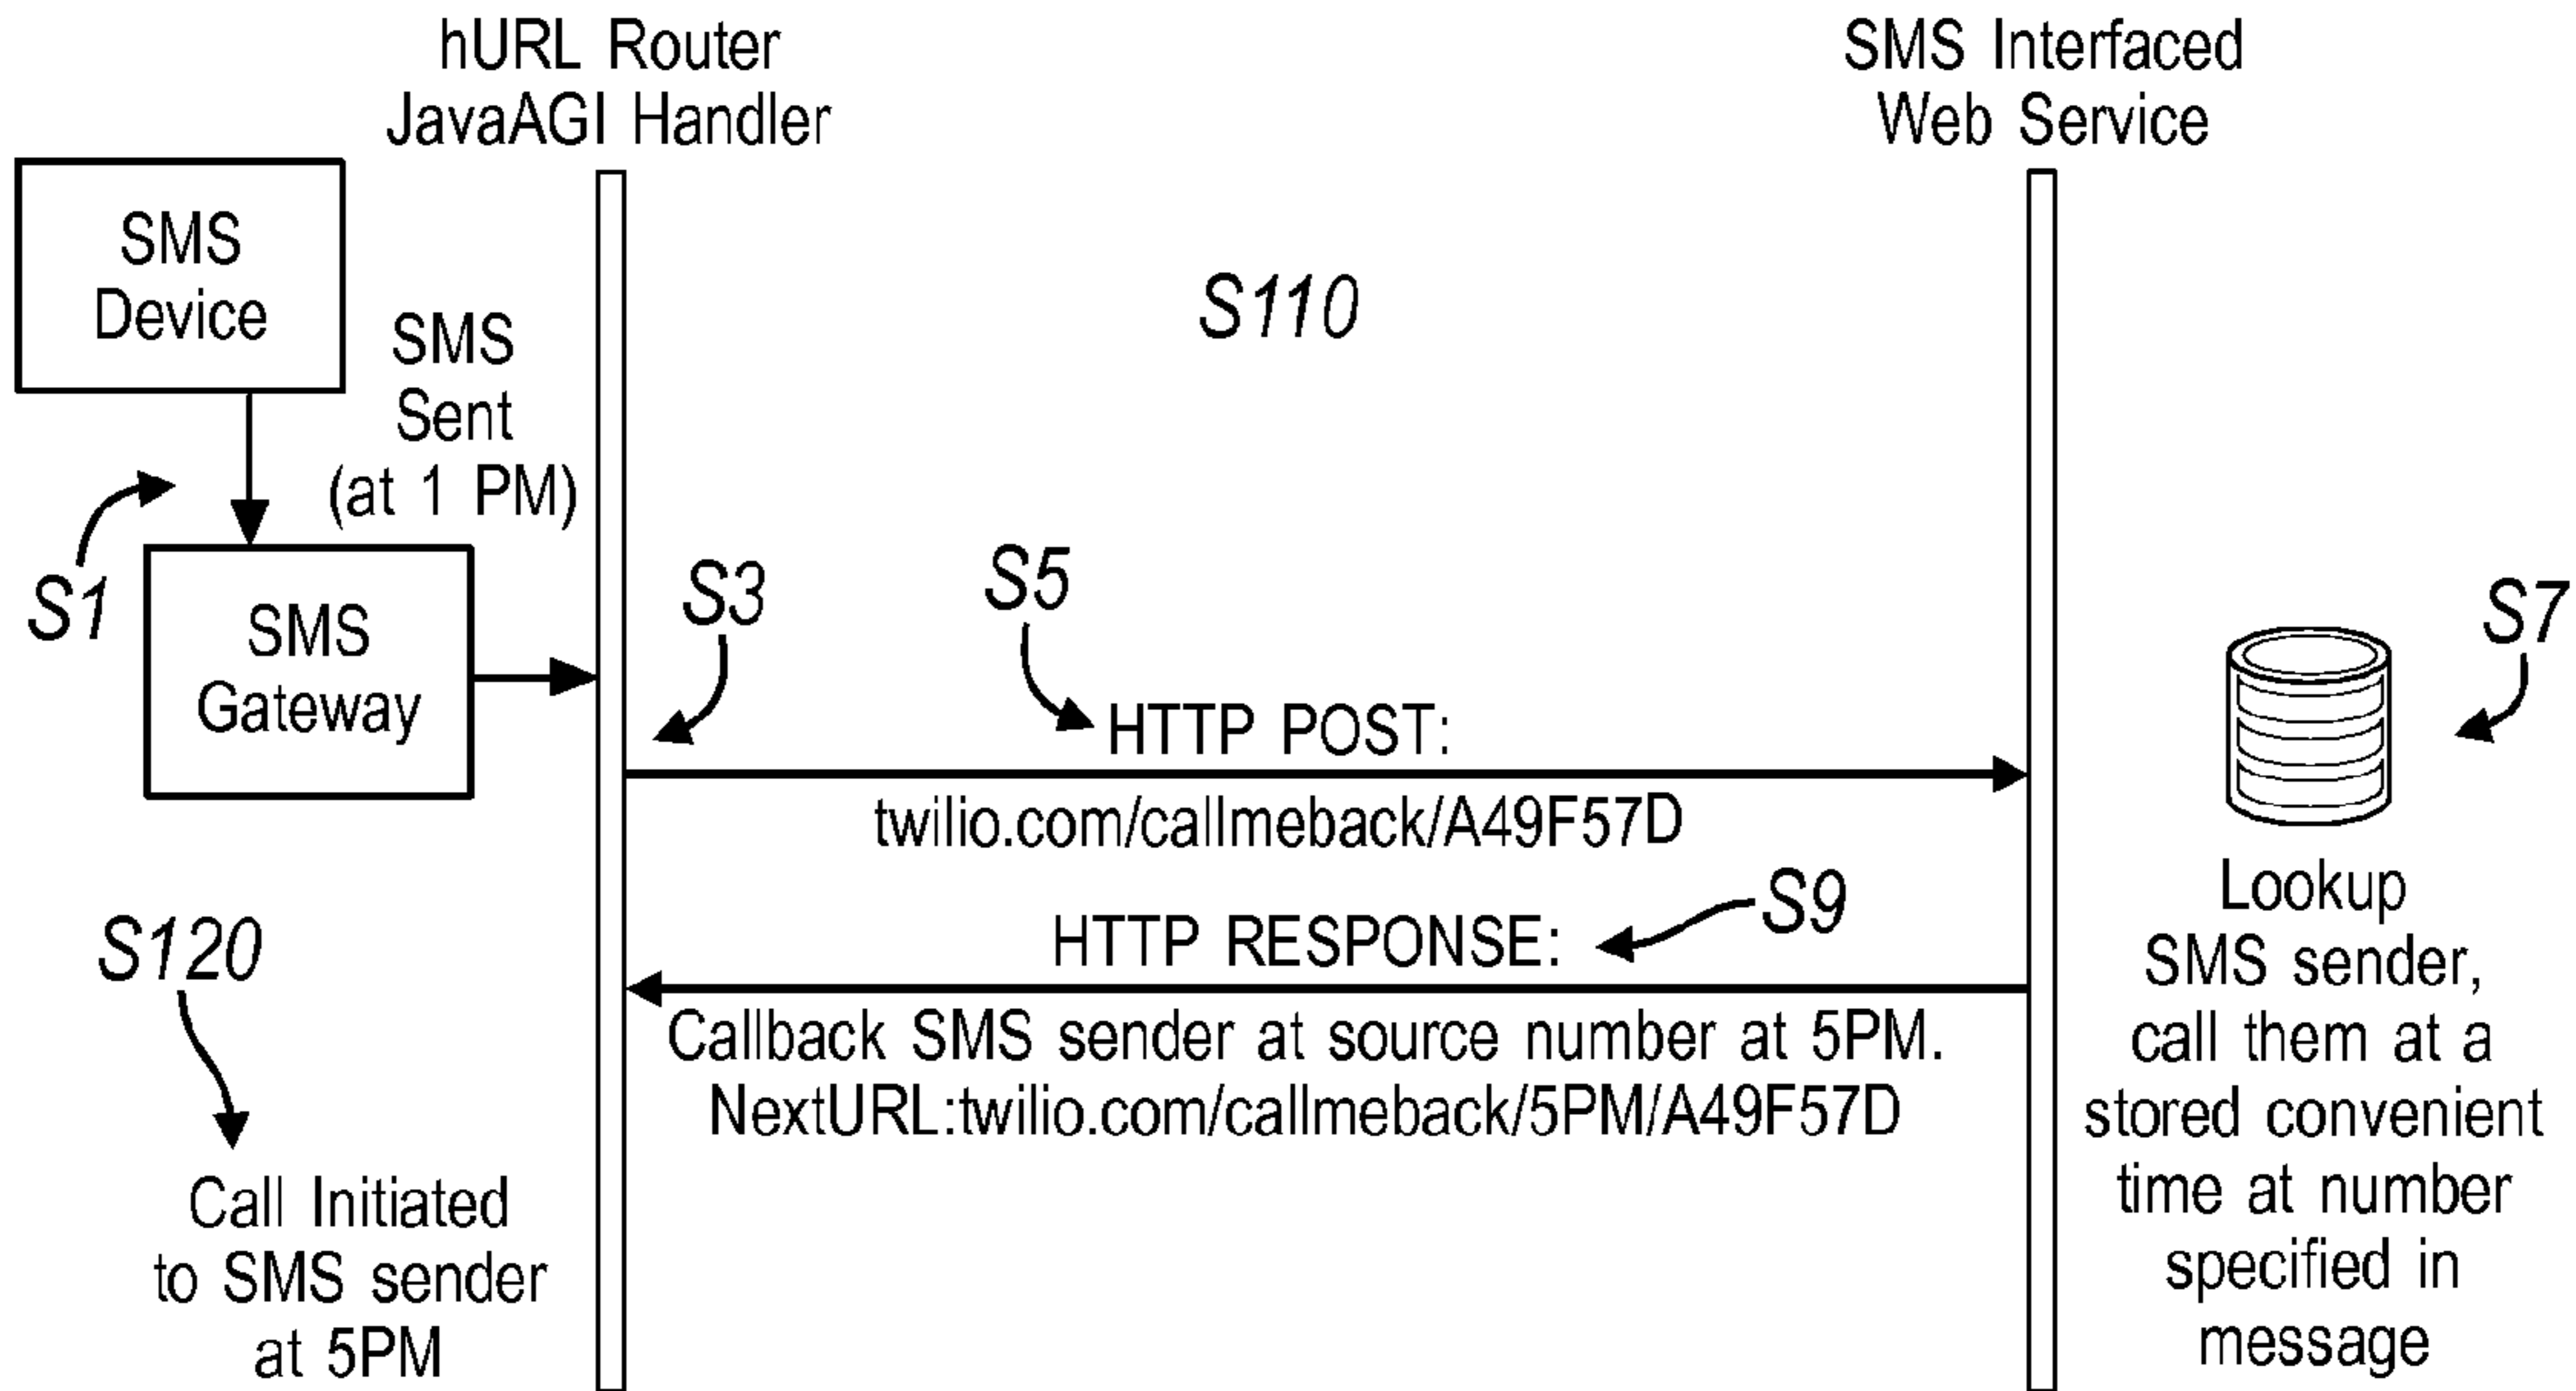 hURL Router
JavaAGI Handler
SMS Interfaced
Web Service
SMS
Device
SMS
Sent
(at 1 PM)
S110
S1
SMS
Gateway
S3
S5
HTTP POST:
twilio.com/callmeback/A49F57D
S7
S9
HTTP RESPONSE:
Callback SMS sender at source number at 5PM.
NextURL:twilio.com/callmeback/5PM/A49F57D
Lookup
SMS sender,
call them at a
stored convenient
time at number
specified in
message
S120
Call Initiated
to SMS sender
at 5PM